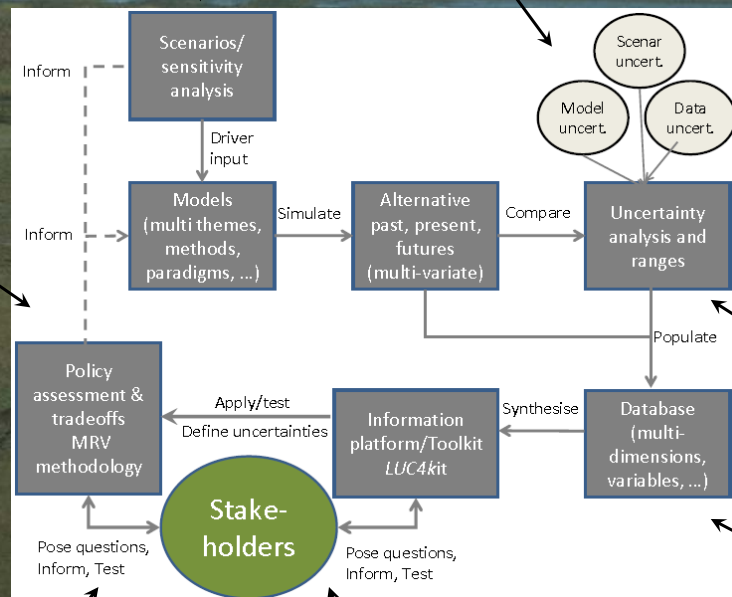 Scenar
uncert.
Model
uncert.
Data
uncert.
Scenarios/
sensitivity
analysis
Inform
Driver
input
Inform
Models
(multi themes,
methods,
paradigms, ...)
Simulate
Alternative
past, present,
futures
(multi-variate)
Compare
Uncertainty
analysis and
ranges
Populate
Policy
assessment &
tradeoffs
MRV
methodology
Apply/test
Define uncertainties
Information
platform/Toolkit
LUC4kit
Synthesise
Database
(multi-
dimensions,
variables, ...)
Stake-
holders
Pose questions,
Inform, Test
Pose questions,
Inform, Test